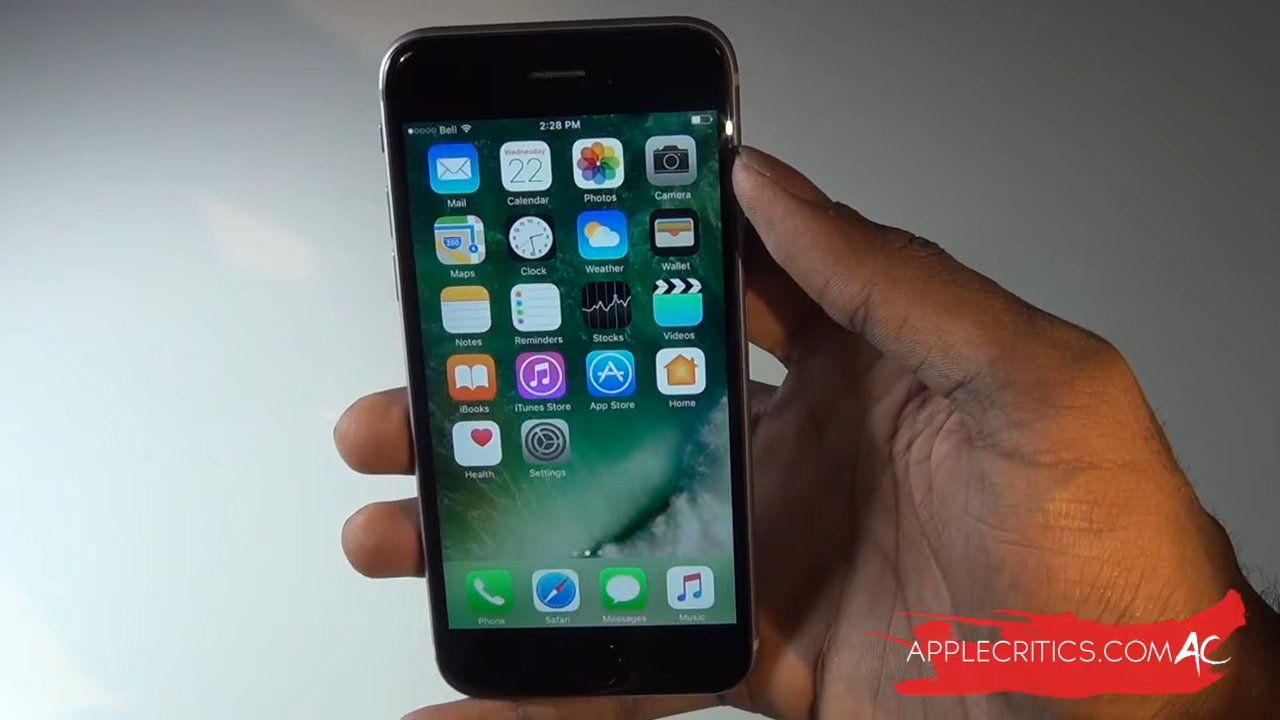 Bell 2:28 PM
Wednesday
22
Mail Calendar Photos Camera
280
Maps Clock Weather Wallet
Notes Reminders Stocks Videos
iBooks iTunes Store App Store Home
Health Settings
Phone Safari Messages Music
APPLECRITICS.COM AC